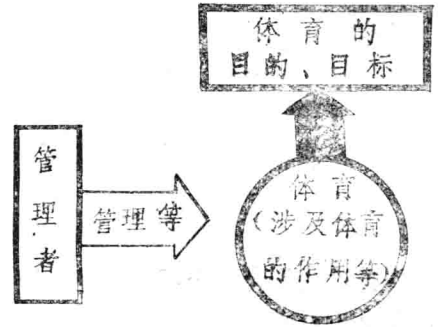 体育的
目的、目标
管理者
管理等
体育
(涉及体育
的作用等)